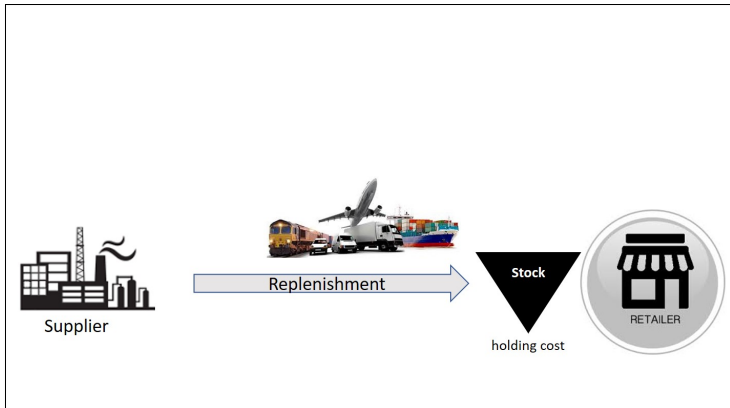 Replenishment
Stock
Supplier
holding cost
RETAILER